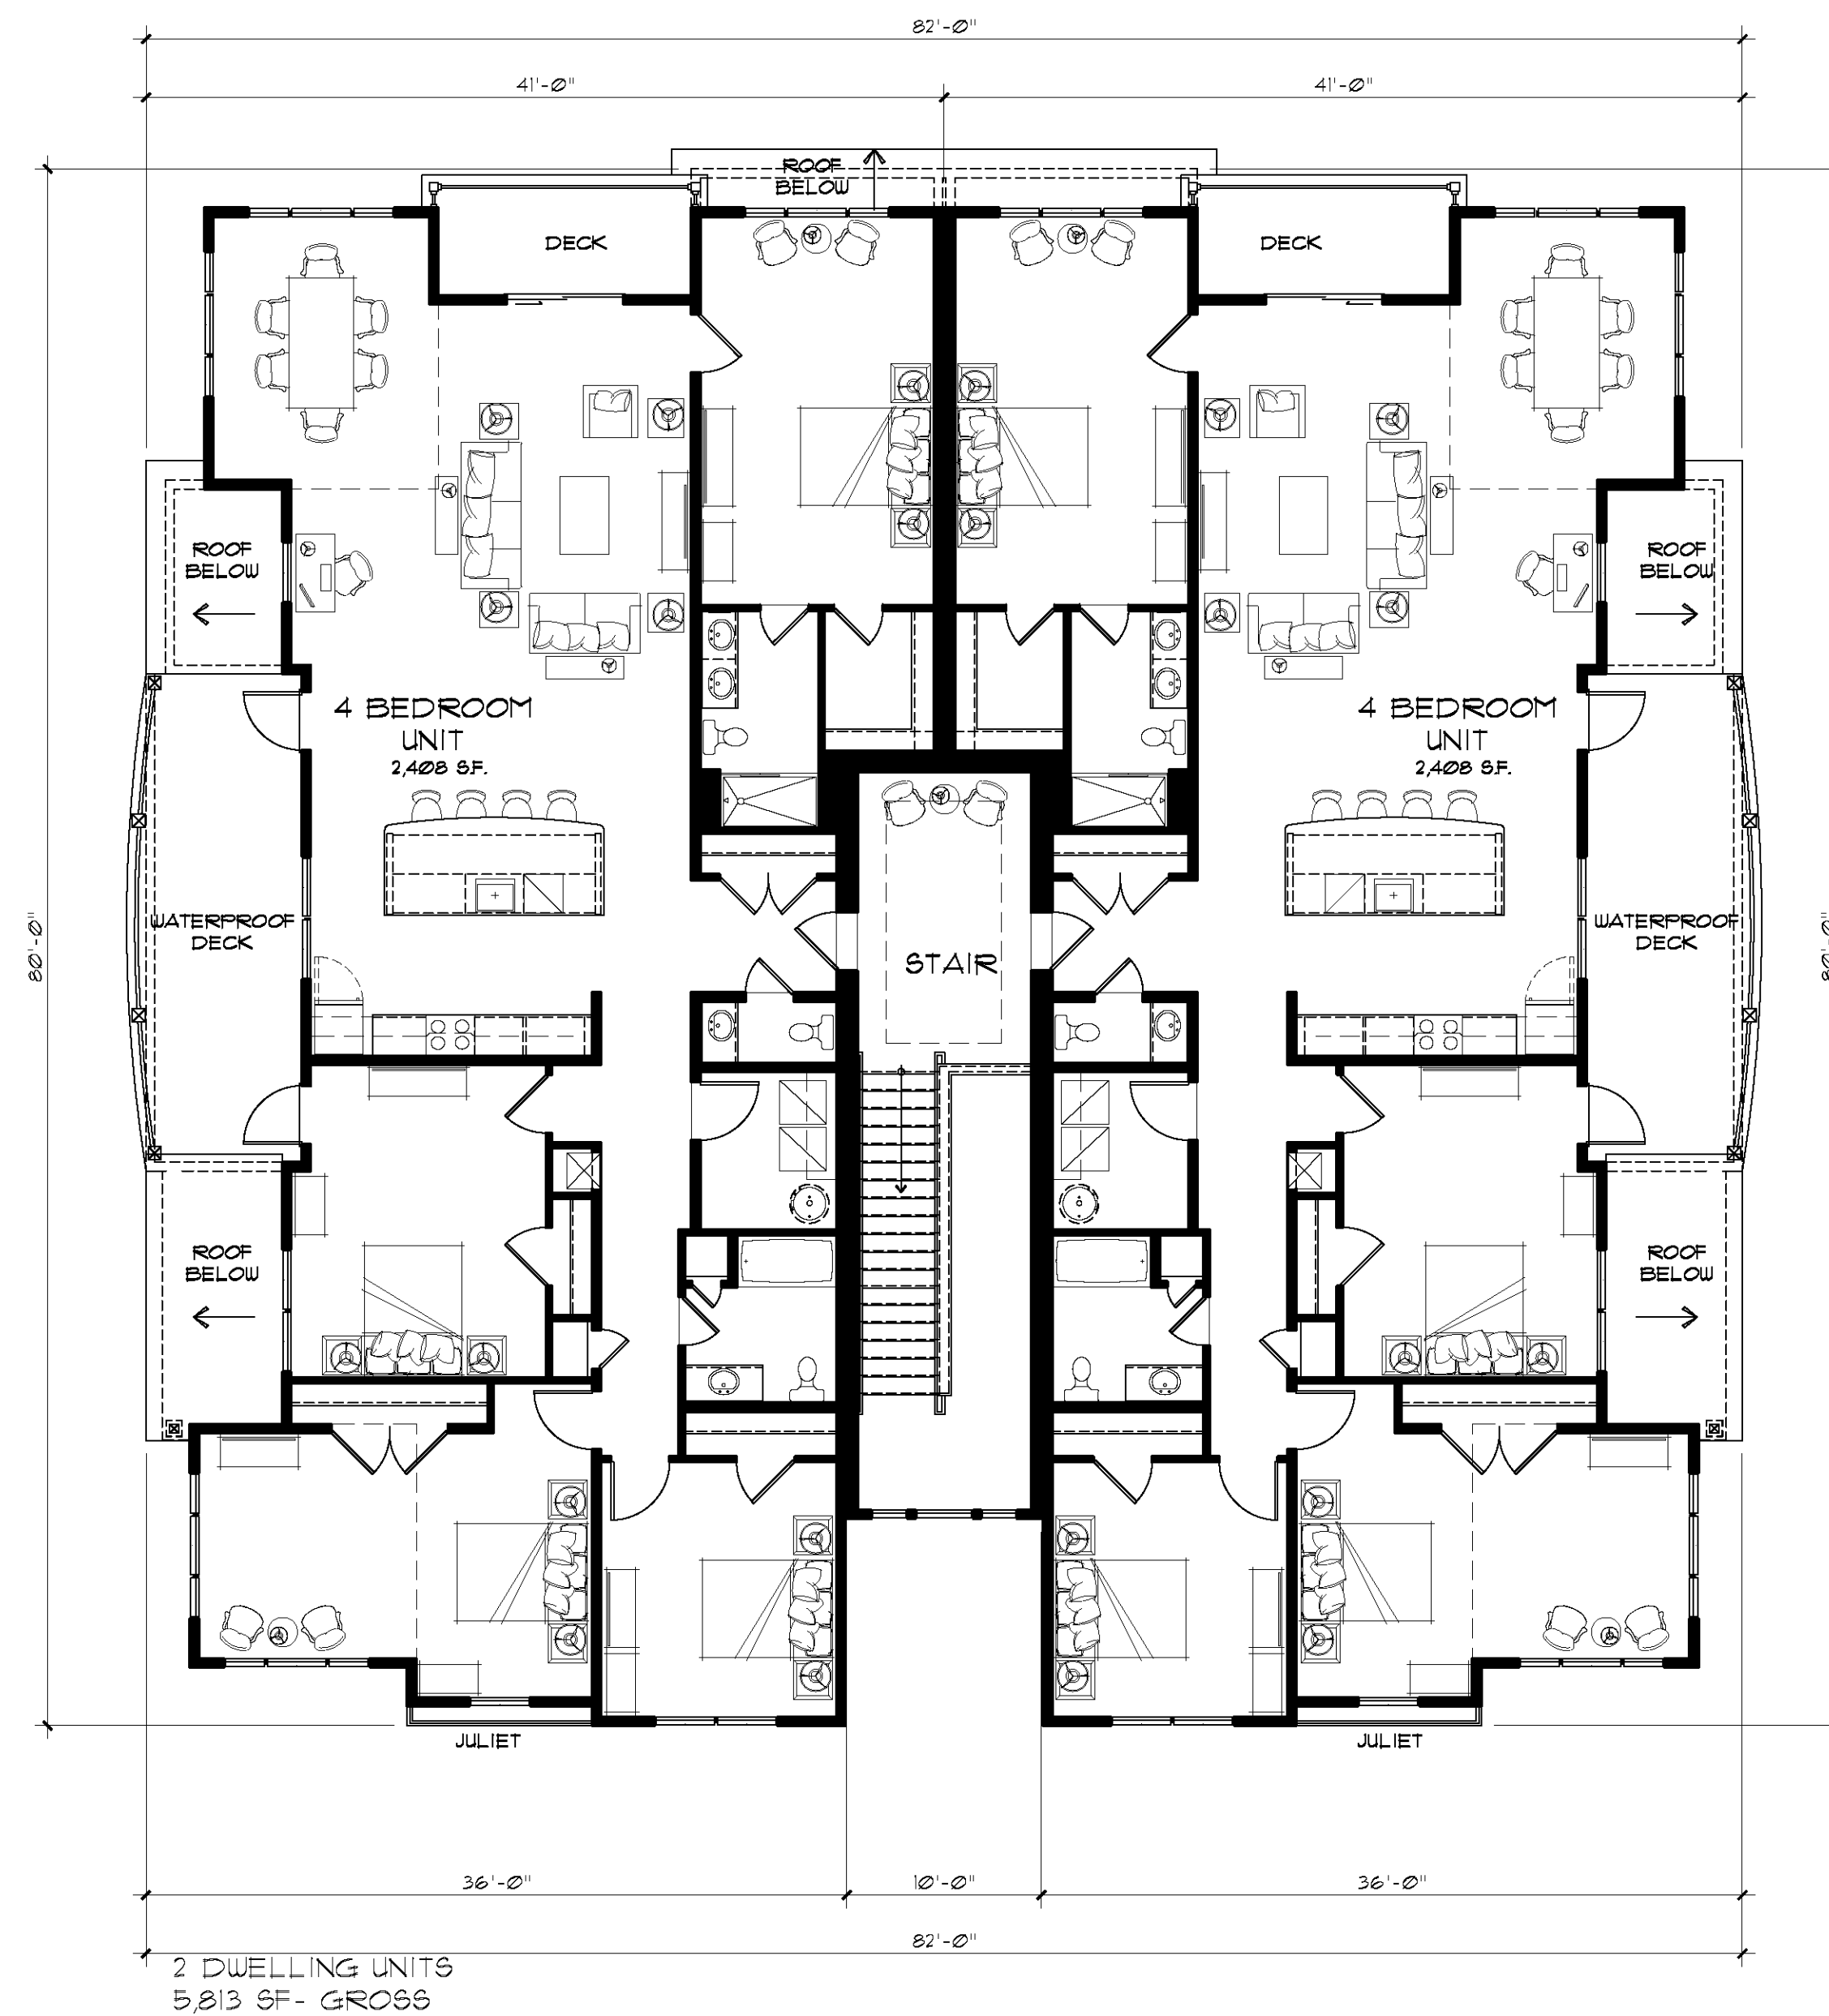 82'-0"
41'-0"
41'-0"
ROOF
BELOW
DECK
DECK
ROOF
BELOW
ROOF
BELOW
4 BEDROOM
UNIT
2,408 S.F.
4 BEDROOM
UNIT
2,408 S.F.
WATERPROOF
DECK
WATERPROOF
DECK
80'-0"
80'-0"
STAIR
ROOF
BELOW
ROOF
BELOW
JULIET
JULIET
36'-0"
10'-0"
36'-0"
82'-0"
2 DWELLING UNITS
5,813 SF- GROSS